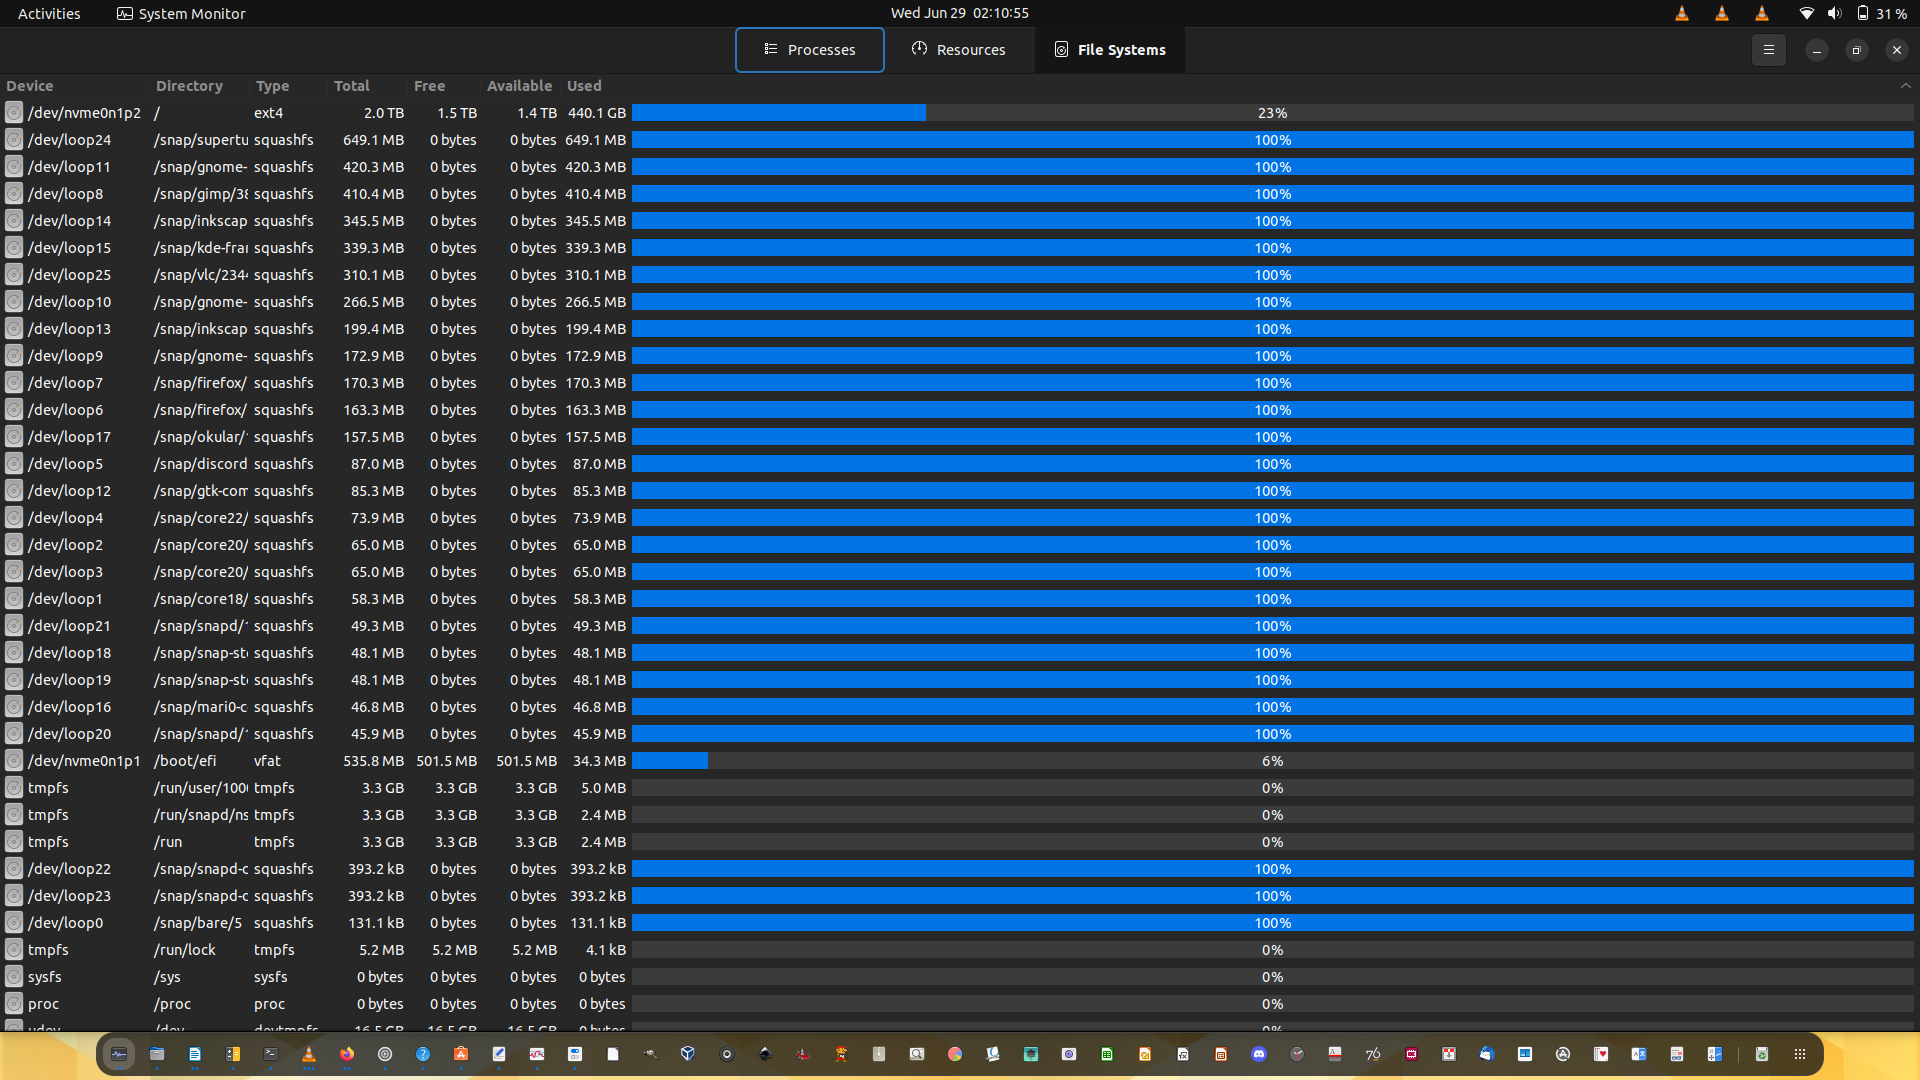 Activities System Monitor Wed Jun 29 02:10:55 31 %
Processes Resources File Systems
Device Directory Type Total Free Available Used
/dev/nvme0n1p2 / ext4 2.0 TB 1.5 TB 1.4 TB 440.1 GB 23%
/dev/loop24 /snap/supertu squashfs 649.1 MB 0 bytes 0 bytes 649.1 MB 100%
/dev/loop11 /snap/gnome- squashfs 420.3 MB 0 bytes 0 bytes 420.3 MB 100%
/dev/loop8 /snap/gimp/38 squashfs 410.4 MB 0 bytes 0 bytes 410.4 MB 100%
/dev/loop14 /snap/inkscap squashfs 345.5 MB 0 bytes 0 bytes 345.5 MB 100%
/dev/loop15 /snap/kde-fra squashfs 339.3 MB 0 bytes 0 bytes 339.3 MB 100%
/dev/loop25 /snap/vlc/234 squashfs 310.1 MB 0 bytes 0 bytes 310.1 MB 100%
/dev/loop10 /snap/gnome- squashfs 266.5 MB 0 bytes 0 bytes 266.5 MB 100%
/dev/loop13 /snap/inkscap squashfs 199.4 MB 0 bytes 0 bytes 199.4 MB 100%
/dev/loop9 /snap/gnome- squashfs 172.9 MB 0 bytes 0 bytes 172.9 MB 100%
/dev/loop7 /snap/firefox/ squashfs 170.3 MB 0 bytes 0 bytes 170.3 MB 100%
/dev/loop6 /snap/firefox/ squashfs 163.3 MB 0 bytes 0 bytes 163.3 MB 100%
/dev/loop17 /snap/okular/ squashfs 157.5 MB 0 bytes 0 bytes 157.5 MB 100%
/dev/loop5 /snap/discord squashfs 87.0 MB 0 bytes 0 bytes 87.0 MB 100%
/dev/loop12 /snap/gtk-com squashfs 85.3 MB 0 bytes 0 bytes 85.3 MB 100%
/dev/loop4 /snap/core22/ squashfs 73.9 MB 0 bytes 0 bytes 73.9 MB 100%
/dev/loop2 /snap/core20/ squashfs 65.0 MB 0 bytes 0 bytes 65.0 MB 100%
/dev/loop3 /snap/core20/ squashfs 65.0 MB 0 bytes 0 bytes 65.0 MB 100%
/dev/loop1 /snap/core18/ squashfs 58.3 MB 0 bytes 0 bytes 58.3 MB 100%
/dev/loop21 /snap/snapd/ squashfs 49.3 MB 0 bytes 0 bytes 49.3 MB 100%
/dev/loop18 /snap/snap-st squashfs 48.1 MB 0 bytes 0 bytes 48.1 MB 100%
/dev/loop19 /snap/snap-st squashfs 48.1 MB 0 bytes 0 bytes 48.1 MB 100%
/dev/loop16 /snap/mari0-c squashfs 46.8 MB 0 bytes 0 bytes 46.8 MB 100%
/dev/loop20 /snap/snapd/ squashfs 45.9 MB 0 bytes 0 bytes 45.9 MB 100%
/dev/nvme0n1p1 /boot/efi vfat 535.8 MB 501.5 MB 501.5 MB 34.3 MB 6%
tmpfs /run/user/100 tmpfs 3.3 GB 3.3 GB 3.3 GB 5.0 MB 0%
tmpfs /run/snapd/ns tmpfs 3.3 GB 3.3 GB 3.3 GB 2.4 MB 0%
tmpfs /run tmpfs 3.3 GB 3.3 GB 3.3 GB 2.4 MB 0%
/dev/loop22 /snap/snapd-c squashfs 393.2 kB 0 bytes 0 bytes 393.2 kB 100%
/dev/loop23 /snap/snapd-c squashfs 393.2 kB 0 bytes 0 bytes 393.2 kB 100%
/dev/loop0 /snap/bare/5 squashfs 131.1 kB 0 bytes 0 bytes 131.1 kB 100%
tmpfs /run/lock tmpfs 5.2 MB 5.2 MB 5.2 MB 4.1 kB 0%
sysfs /sys sysfs 0 bytes 0 bytes 0 bytes 0 bytes 0%
proc /proc proc 0 bytes 0 bytes 0 bytes 0 bytes 0%
udev /dev devtmpfs 16.5 GB 16.5 GB 16.5 GB 0 bytes 0%